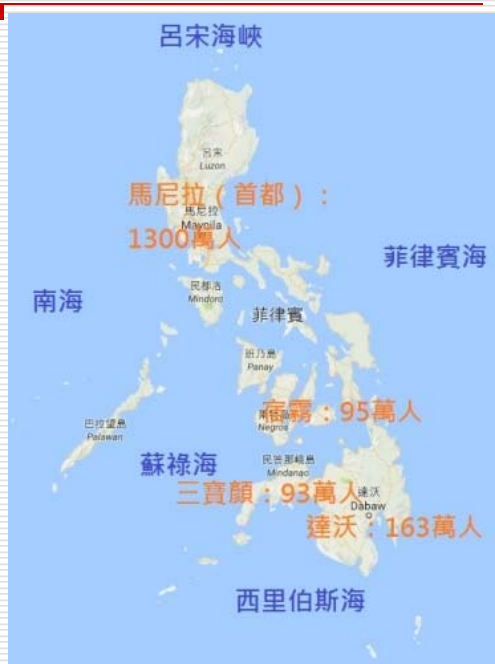 呂宋海峽
呂宋
Luzon
馬尼拉（首都）：
馬尼拉
Maynila
1300萬人
菲律賓海
民都洛
Mindoro
南海
菲律賓
班乃島
Panay
宿霧：95萬人
Negros
巴拉望島
Palawan
蘇祿海
民答那峨島
Mindanao
三寶顏：93萬人
達沃
Dabaw
達沃：163萬人
西里伯斯海